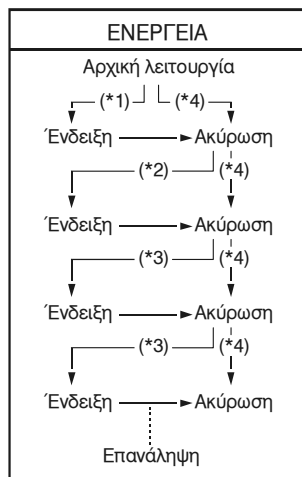 ΕΝΕΡΓΕΙΑ
Αρχική λειτουργία
(*1) (*4)
Ένδειξη Ακύρωση
(*2) (*4)
Ένδειξη Ακύρωση
(*3) (*4)
Ένδειξη Ακύρωση
(*3) (*4)
Ένδειξη Ακύρωση
Επανάληψη